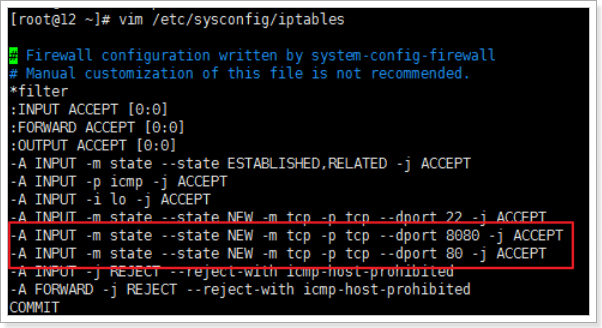 [root@12 ~]# vim /etc/sysconfig/iptables
# Firewall configuration written by system-config-firewall
# Manual customization of this file is not recommended.
*filter
:INPUT ACCEPT [0:0]
:FORWARD ACCEPT [0:0]
:OUTPUT ACCEPT [0:0]
-A INPUT -m state --state ESTABLISHED,RELATED -j ACCEPT
-A INPUT -p icmp -j ACCEPT
-A INPUT -i lo -j ACCEPT
-A INPUT -m state --state NEW -m tcp -p tcp --dport 22 -j ACCEPT
-A INPUT -m state --state NEW -m tcp -p tcp --dport 8080 -j ACCEPT
-A INPUT -m state --state NEW -m tcp -p tcp --dport 80 -j ACCEPT
-A INPUT -j REJECT --reject-with icmp-host-prohibited
-A FORWARD -j REJECT --reject-with icmp-host-prohibited
COMMIT